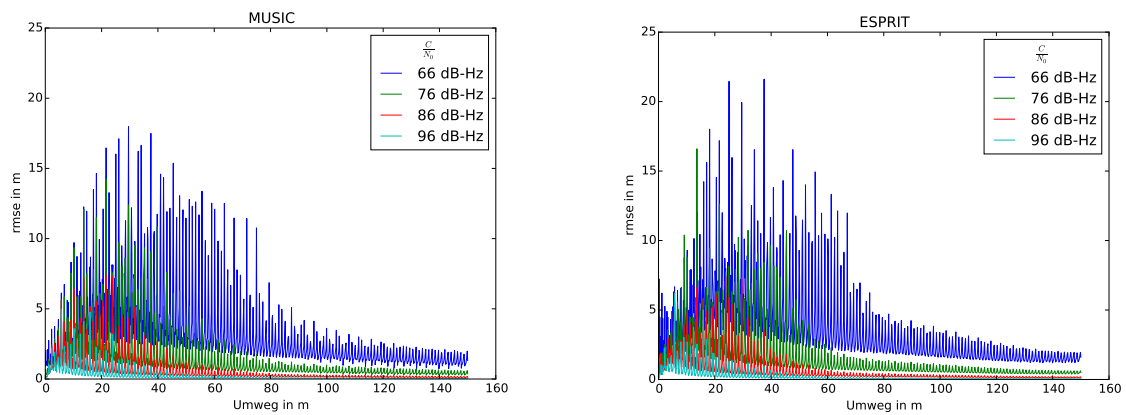 MUSIC
25
20
15
10
5
0
rmse in m
0 20 40 60 80 100 120 140 160
Umweg in m
C
N₀
66 dB-Hz
76 dB-Hz
86 dB-Hz
96 dB-Hz
ESPRIT
25
20
15
10
5
0
rmse in m
0 20 40 60 80 100 120 140 160
Umweg in m
C
N₀
66 dB-Hz
76 dB-Hz
86 dB-Hz
96 dB-Hz